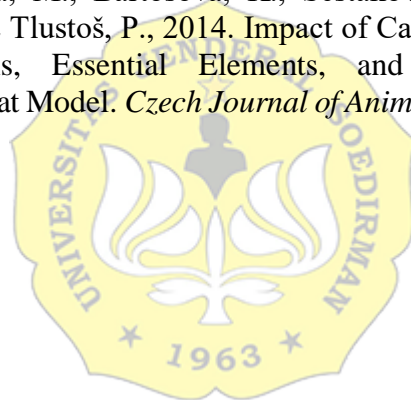 Tlustoš, P., 2014. Impact of Ca
s, Essential Elements, and
at Model. Czech Journal of Anim
UNIVERSITAS JENDERAL SOEDIRMAN
1963